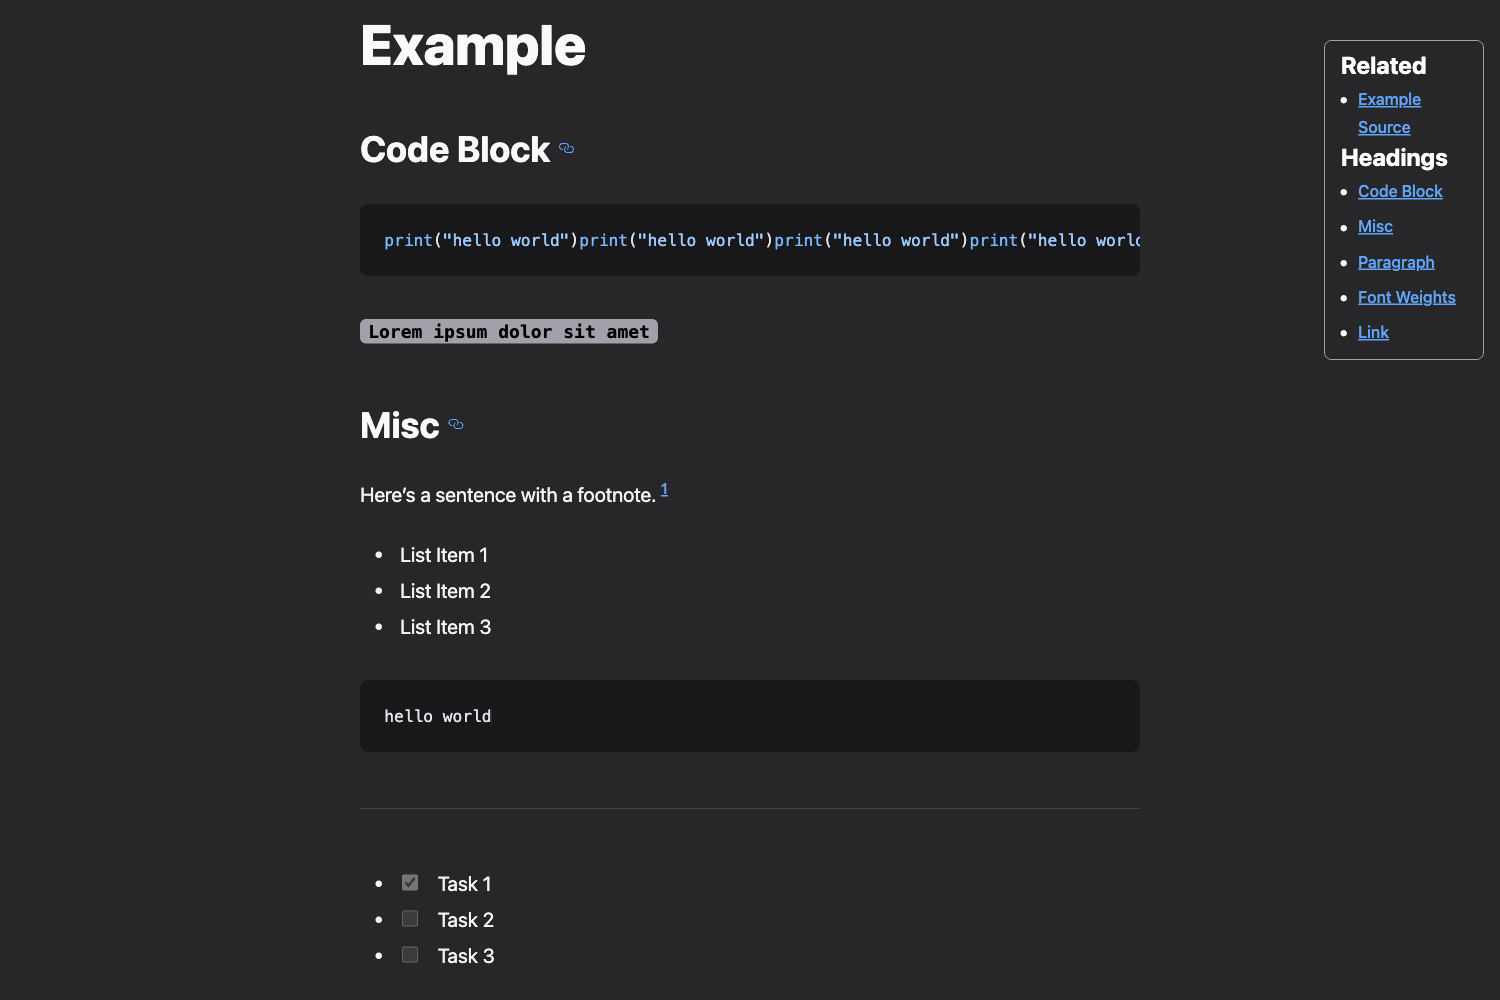 Example
Code Block
print("hello world")print("hello world")print("hello world")print("hello world
Lorem ipsum dolor sit amet
Misc
Here’s a sentence with a footnote. 1
List Item 1
List Item 2
List Item 3
hello world
Task 1
Task 2
Task 3
Related
Example
Source
Headings
Code Block
Misc
Paragraph
Font Weights
Link